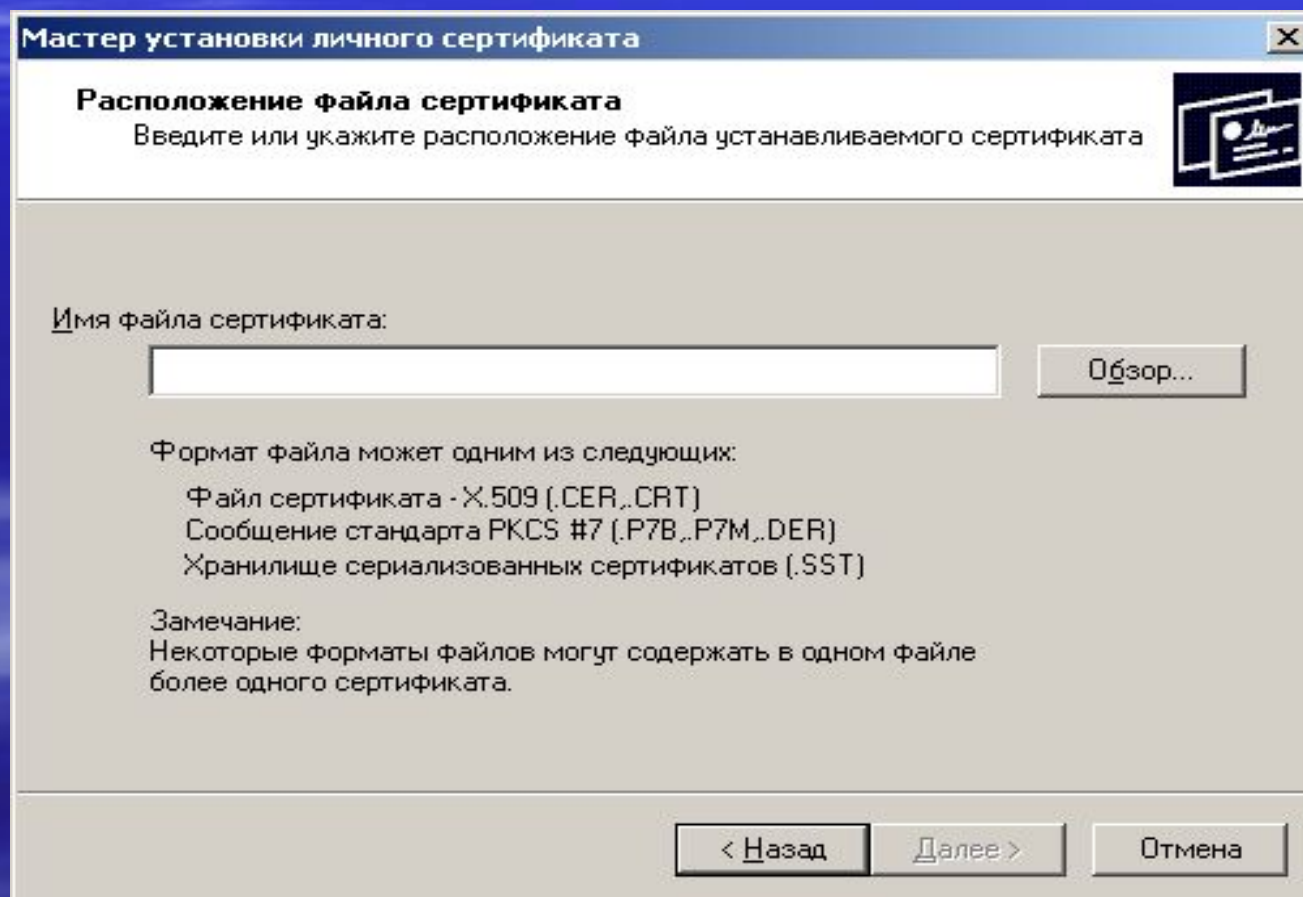 Мастер установки личного сертификата
Расположение файла сертификата
Введите или укажите расположение файла устанавливаемого сертификата
Имя файла сертификата:
Обзор...
Формат файла может одним из следующих:
Файл сертификата - X.509 (.CER,.CRT)
Сообщение стандарта PKCS #7 (.P7B,.P7M,.DER)
Хранилище сериализованных сертификатов (.SST)
Замечание:
Некоторые форматы файлов могут содержать в одном файле
более одного сертификата.
< Назад Далее > Отмена